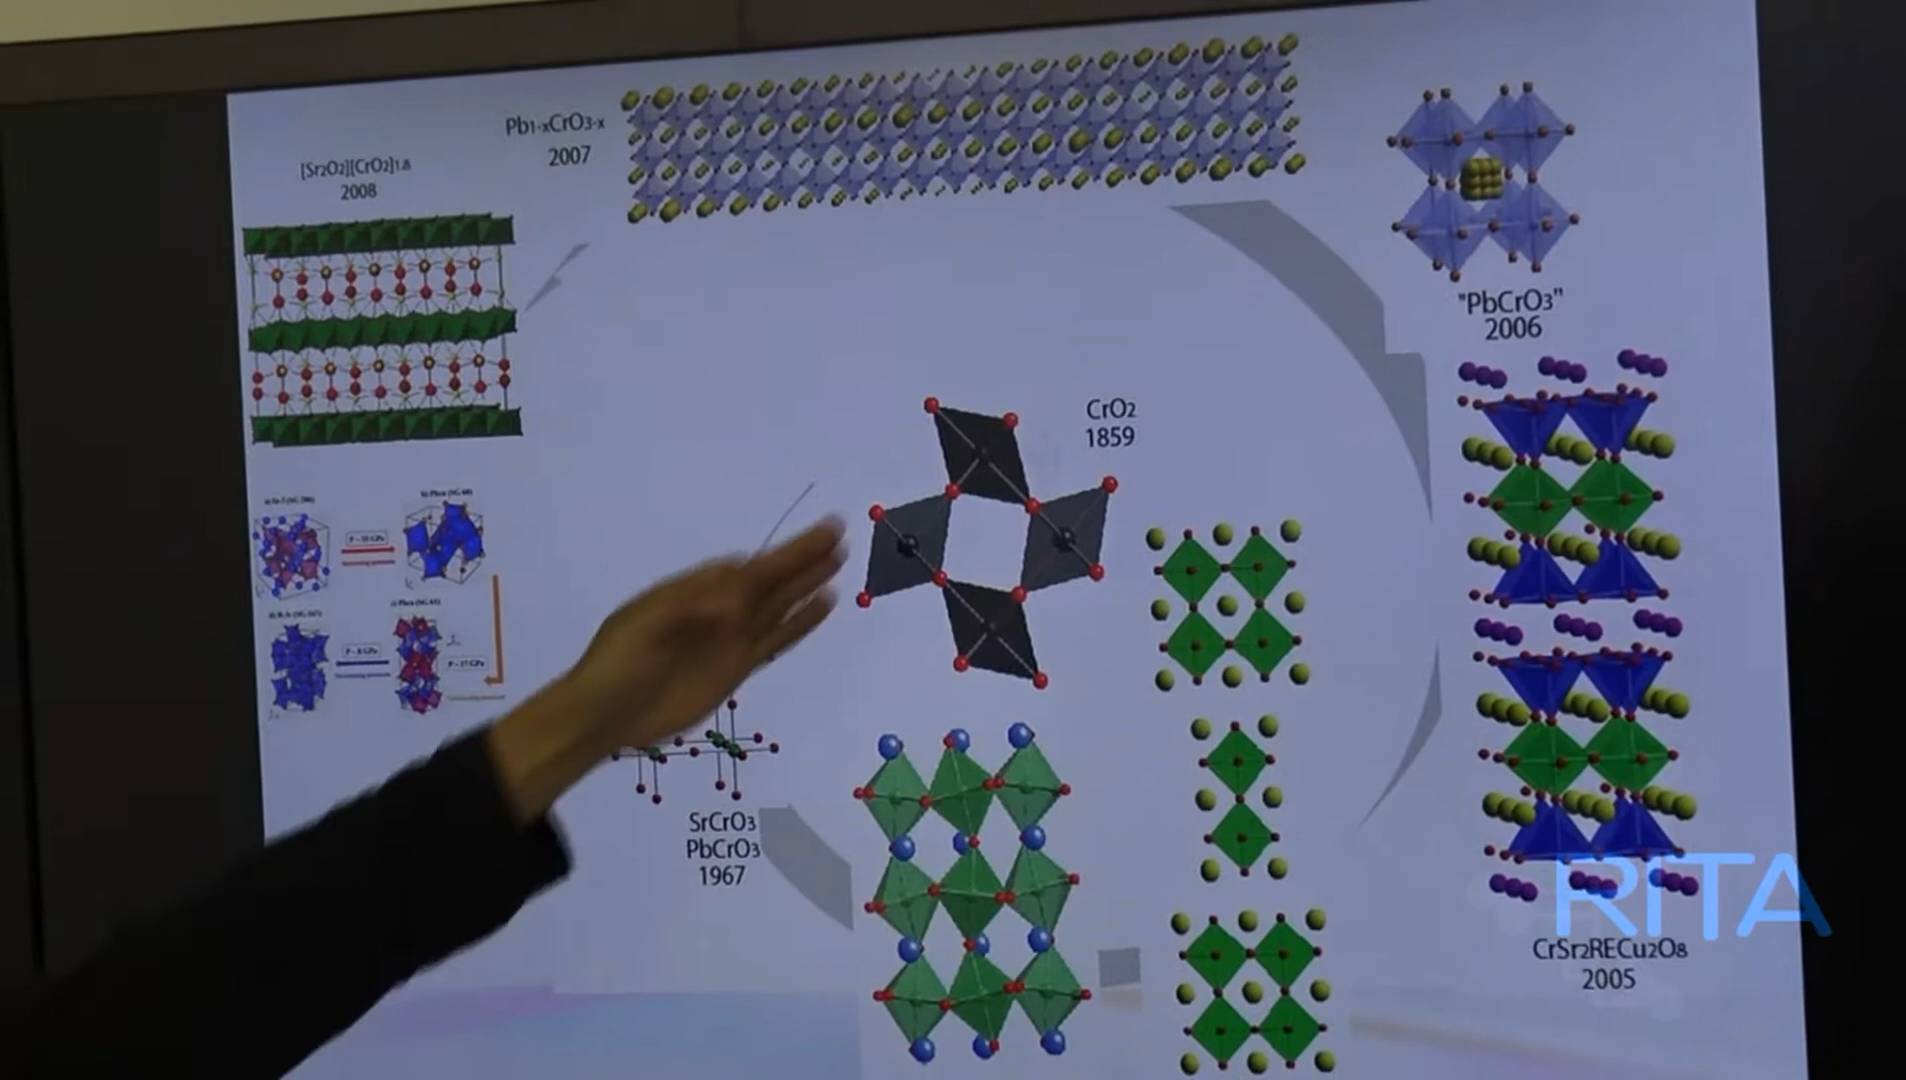 Pb1-xCrO3-x
2007
[Sr2O2][CrO2]1.8
2008
"PbCrO3"
2006
CrO2
1859
SrCrO3
PbCrO3
1967
RITA
CrSr2RECu2O8
2005